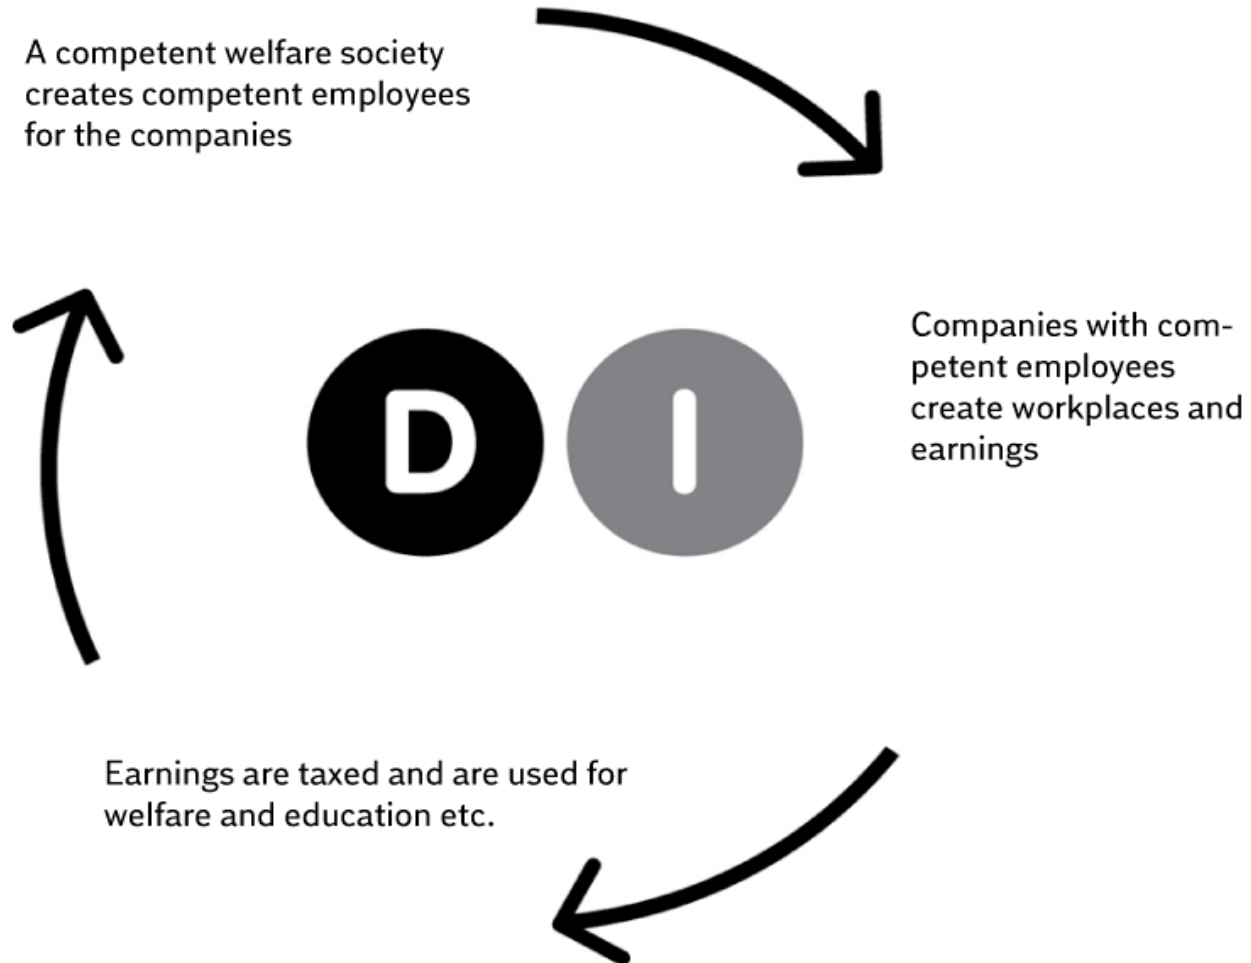 A competent welfare society
creates competent employees
for the companies
Companies with com-
petent employees
create workplaces and
earnings
D I
Earnings are taxed and are used for
welfare and education etc.